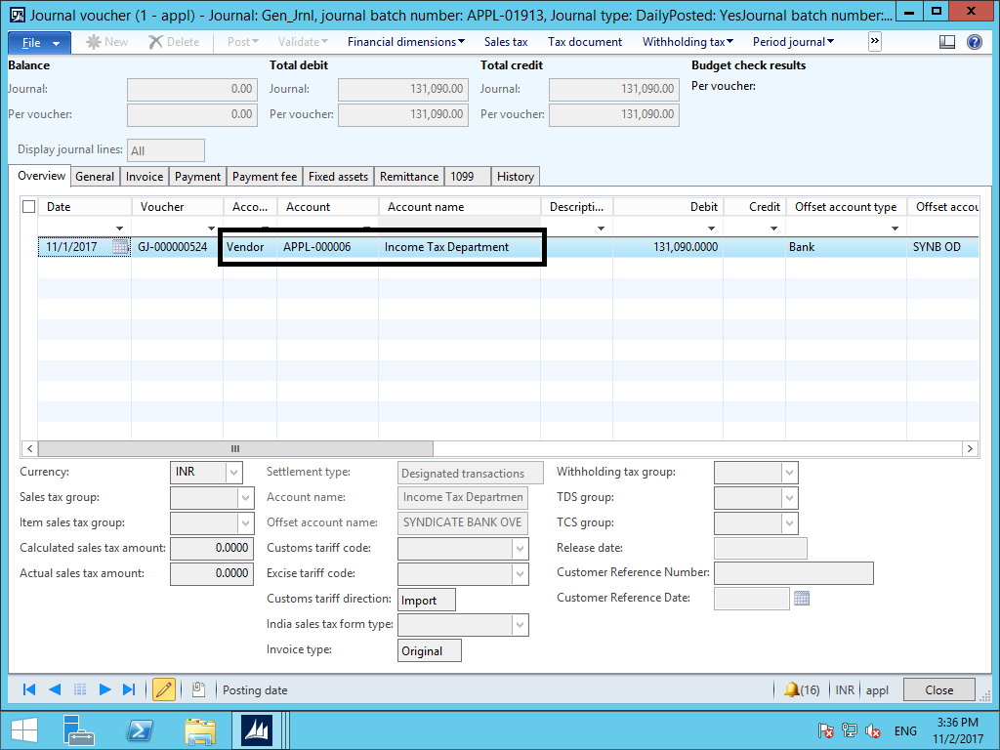 Journal voucher (1 - appl) - Journal: Gen_Jrnl, journal batch number: APPL-01913, Journal type: DailyPosted: YesJournal batch number:...
File New Delete Post Validate Financial dimensions Sales tax Tax document Withholding tax Period journal »
Balance Total debit Total credit Budget check results
Journal: 0.00 Journal: 131,090.00 Journal: 131,090.00 Per voucher:
Per voucher: 0.00 Per voucher: 131,090.00 Per voucher: 131,090.00
Display journal lines: All
Overview General Invoice Payment Payment fee Fixed assets Remittance 1099 History
Date Voucher Acco... Account Account name Descripti... Debit Credit Offset account type Offset accou
11/1/2017 GJ-000000524 Vendor APPL-000006 Income Tax Department 131,090.0000 Bank SYNB OD
Currency: INR Settlement type: Designated transactions Withholding tax group:
Sales tax group: Account name: Income Tax Departmen TDS group:
Item sales tax group: Offset account name: SYNDICATE BANK OVE TCS group:
Calculated sales tax amount: 0.0000 Customs tariff code: Release date:
Actual sales tax amount: 0.0000 Excise tariff code: Customer Reference Number:
Customs tariff direction: Import Customer Reference Date:
India sales tax form type:
Invoice type: Original
Posting date (16) INR appl Close
ENG 3:36 PM
11/2/2017